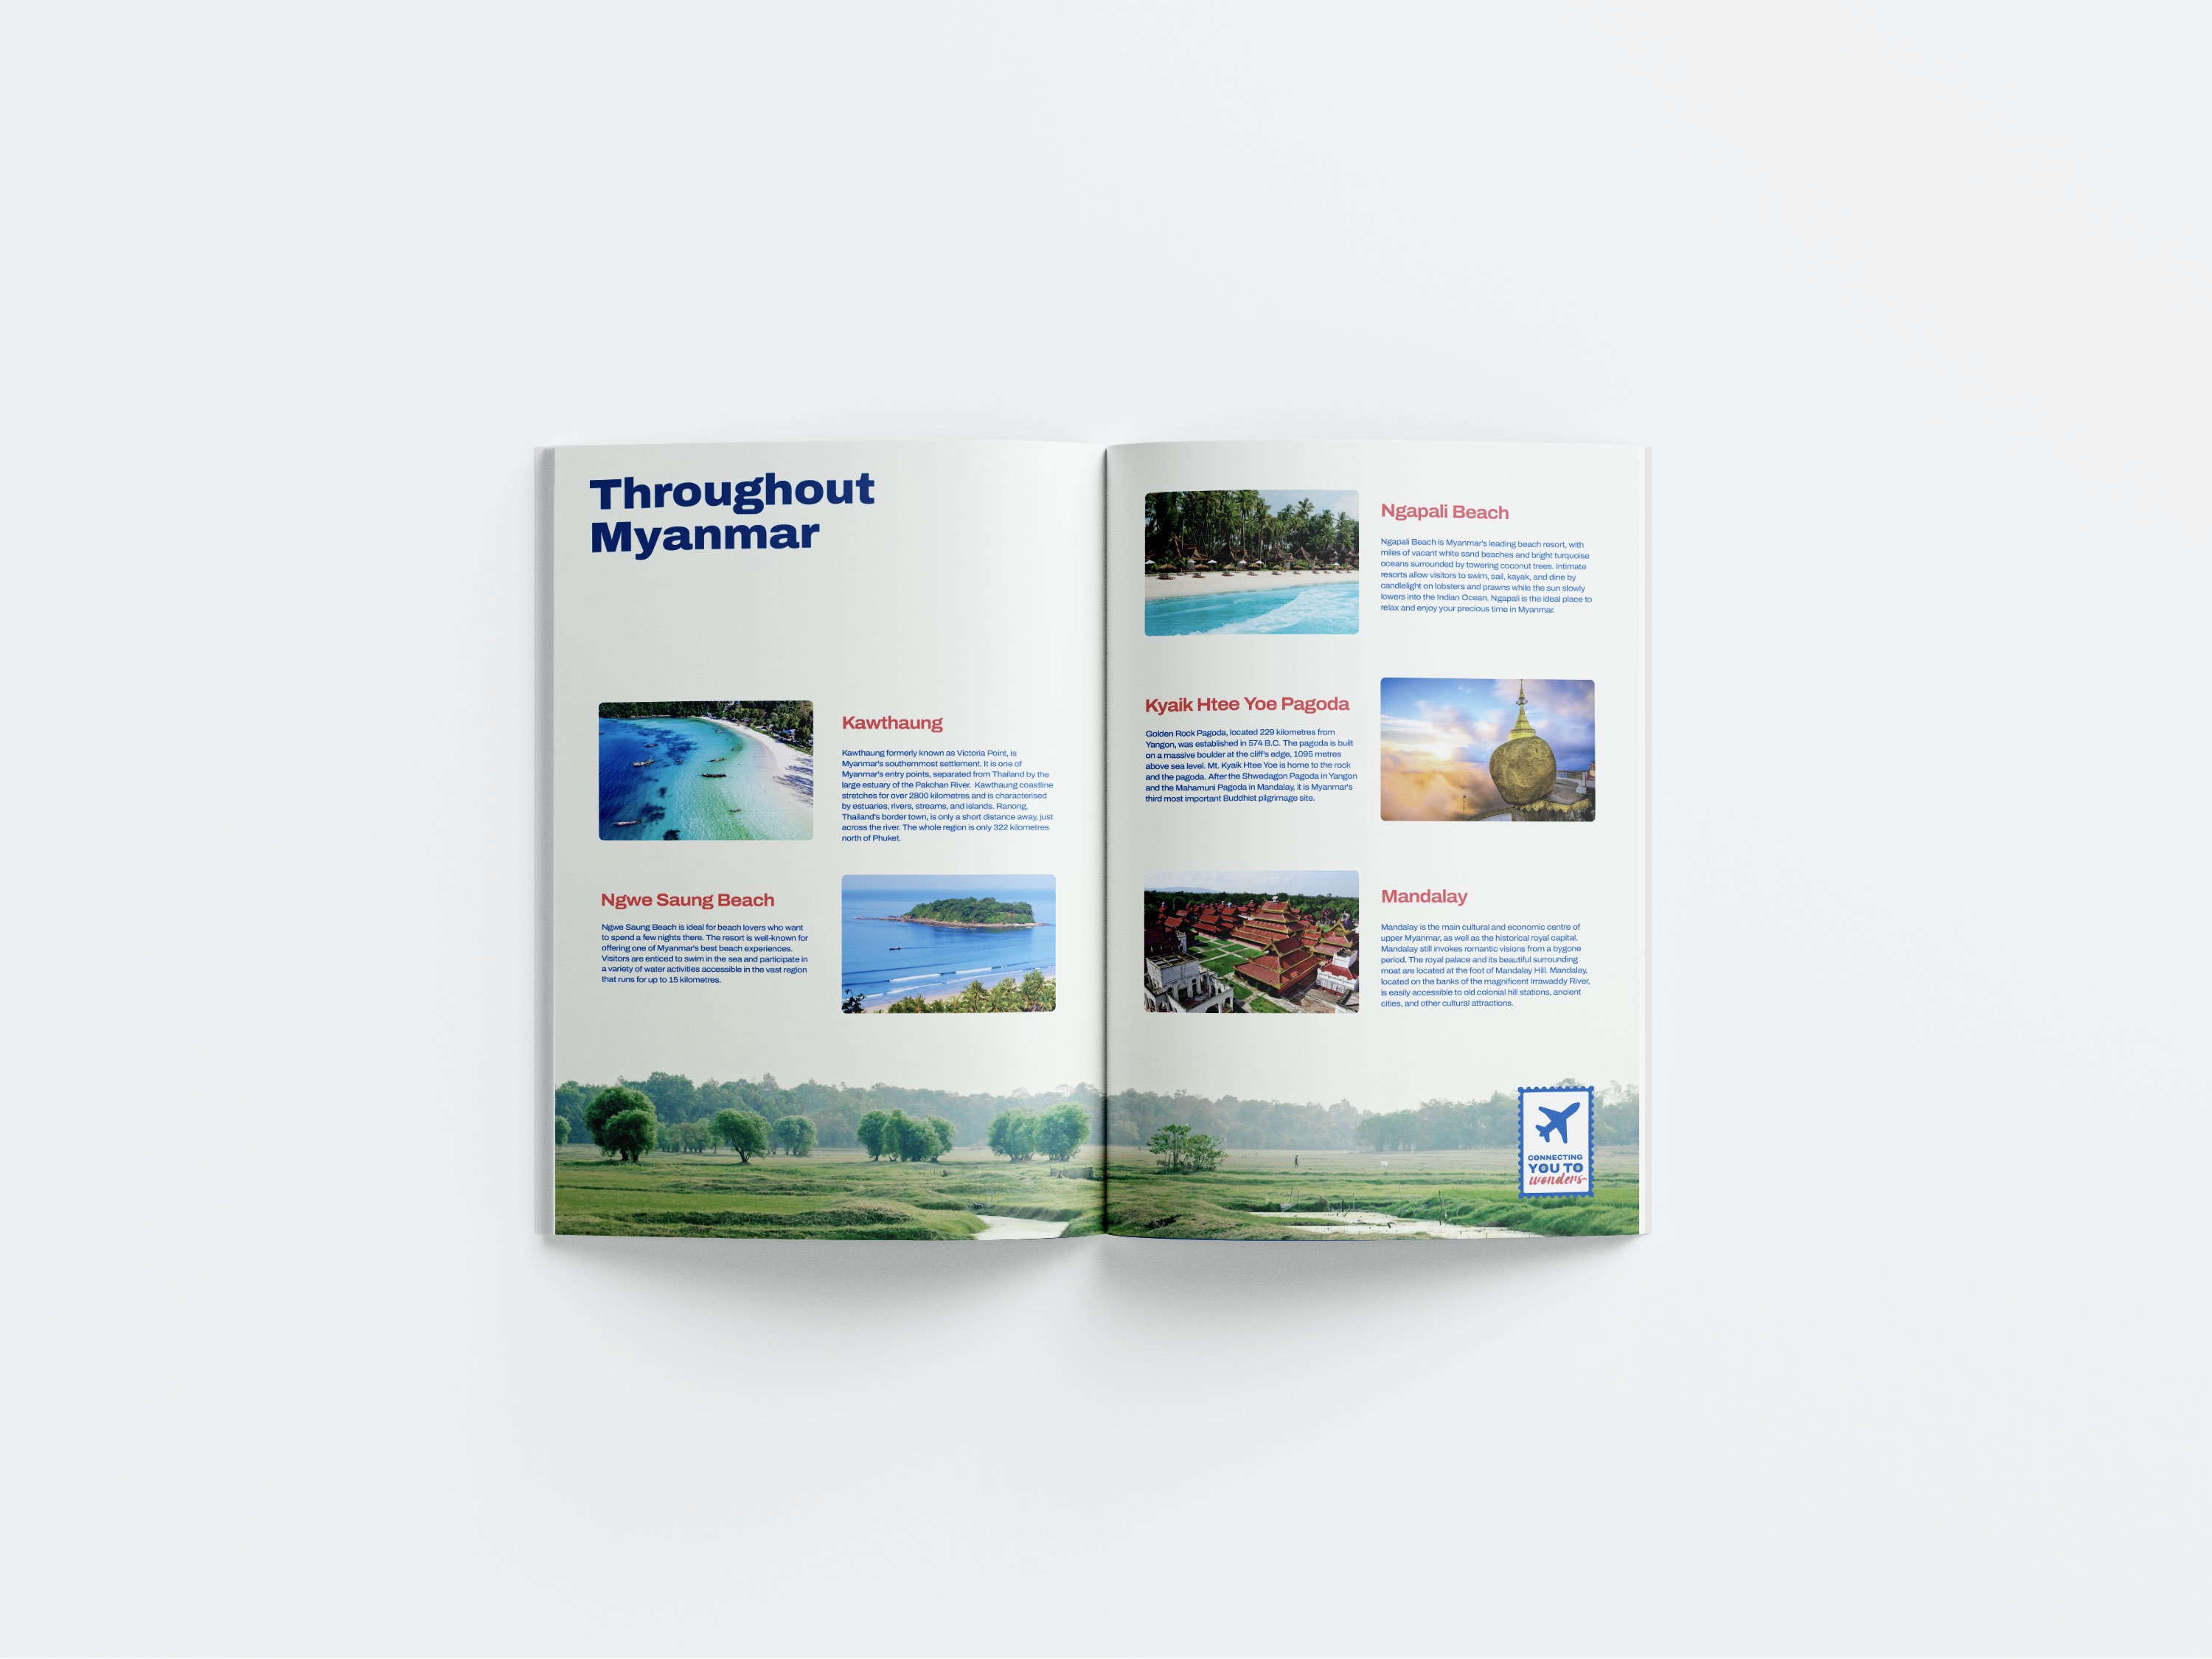 Throughout
Myanmar
Kawthaung
Kawthaung formerly known as Victoria Point, is
Myanmar's southernmost settlement. It is one of
Myanmar's entry points, separated from Thailand by the
large estuary of the Pakchan River. Kawthaung coastline
stretches for over 2800 kilometres and is characterised
by estuaries, rivers, streams, and islands. Ranong,
Thailand's border town, is only a short distance away, just
across the river. The whole region is only 322 kilometres
north of Phuket.
Ngwe Saung Beach
Ngwe Saung Beach is ideal for beach lovers who want
to spend a few nights there. The resort is well-known for
offering one of Myanmar's best beach experiences.
Visitors are enticed to swim in the sea and participate in
a variety of water activities accessible in the vast region
that runs for up to 15 kilometres.
Ngapali Beach
Ngapali Beach is Myanmar's leading beach resort, with
miles of vacant white sand beaches and bright turquoise
oceans surrounded by towering coconut trees. Intimate
resorts allow visitors to swim, sail, kayak, and dine by
candlelight on lobsters and prawns while the sun slowly
lowers into the Indian Ocean. Ngapali is the ideal place to
relax and enjoy your precious time in Myanmar.
Kyaik Htee Yoe Pagoda
Golden Rock Pagoda, located 229 kilometres from
Yangon, was established in 574 B.C. The pagoda is built
on a massive boulder at the cliff's edge, 1095 metres
above sea level. Mt. Kyaik Htee Yoe is home to the rock
and the pagoda. After the Shwedagon Pagoda in Yangon
and the Mahamuni Pagoda in Mandalay, it is Myanmar's
third most important Buddhist pilgrimage site.
Mandalay
Mandalay is the main cultural and economic centre of
upper Myanmar, as well as the historical royal capital.
Mandalay still invokes romantic visions from a bygone
period. The royal palace and its beautiful surrounding
moat are located at the foot of Mandalay Hill. Mandalay,
located on the banks of the magnificent Irrawaddy River,
is easily accessible to old colonial hill stations, ancient
cities, and other cultural attractions.
CONNECTING
YOU TO
wonders